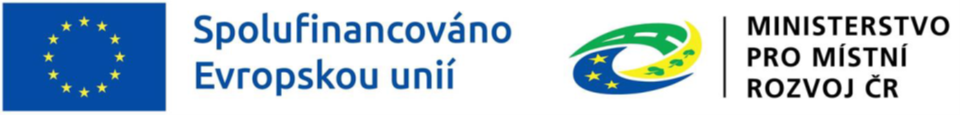 Spolufinancováno
Evropskou unií
MINISTERSTVO
PRO MÍSTNÍ
ROZVOJ ČR